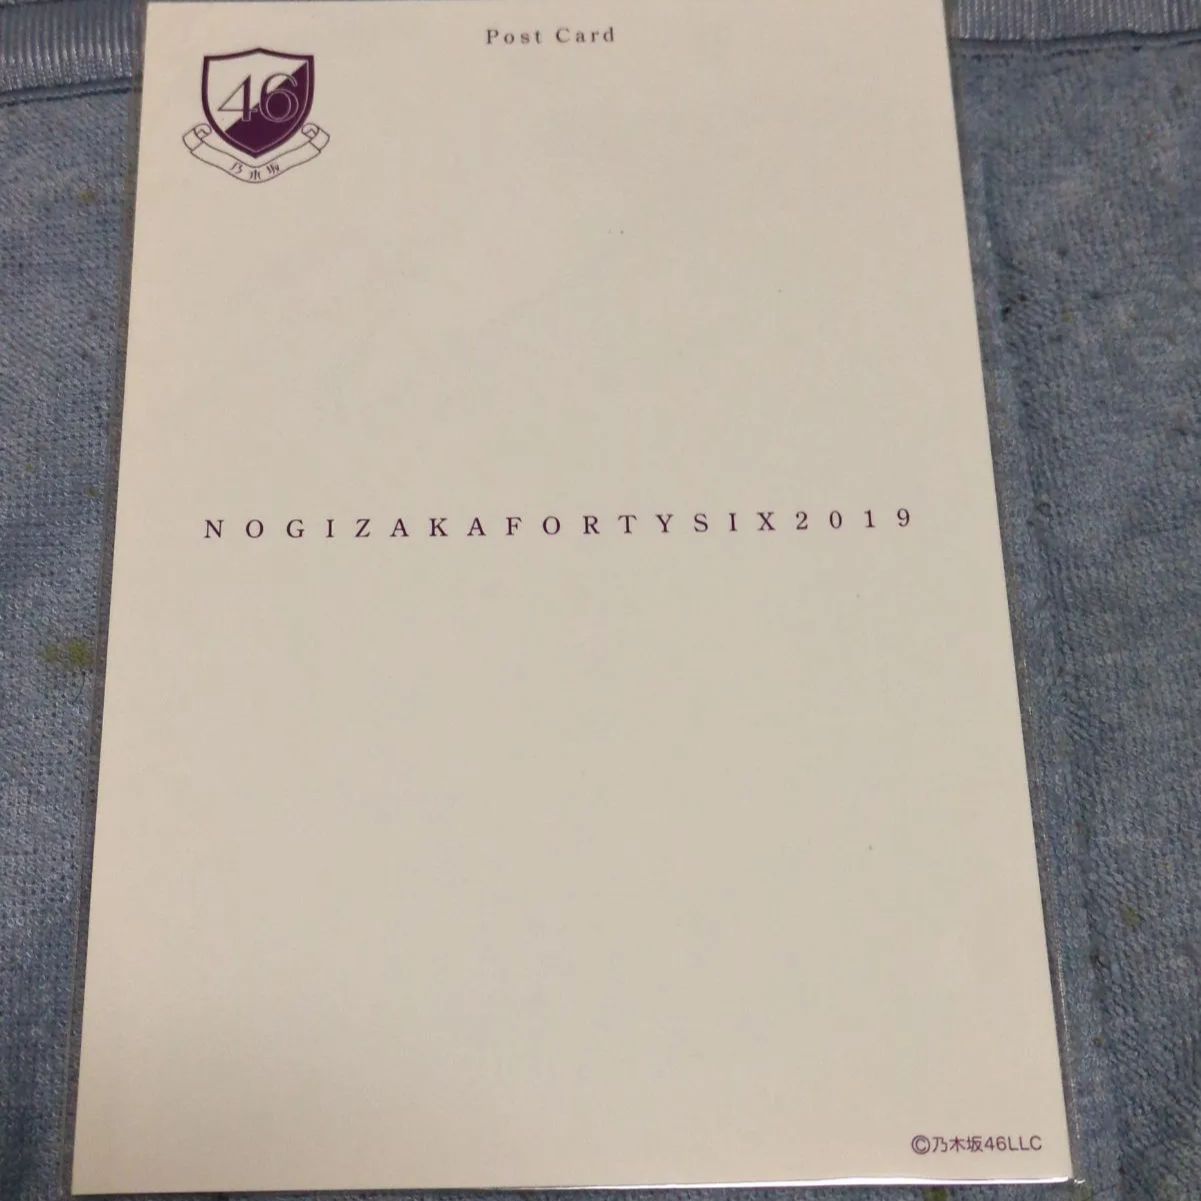 Post Card
46
乃木坂
NOGIZAKAFORTYSIX2019
©乃木坂46LLC